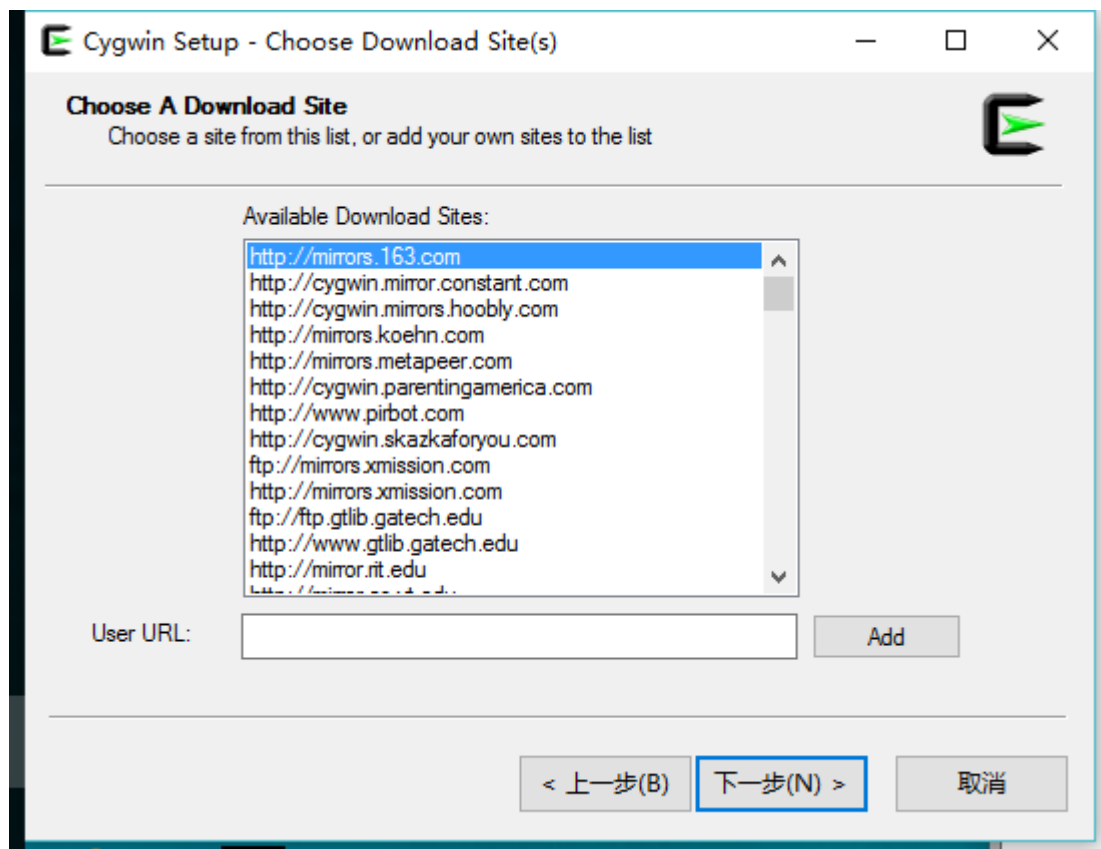 Cygwin Setup - Choose Download Site(s)
Choose A Download Site
Choose a site from this list, or add your own sites to the list
Available Download Sites:
http://mirrors.163.com
http://cygwin.mirror.constant.com
http://cygwin.mirrors.hoobly.com
http://mirrors.koehn.com
http://mirrors.metapeer.com
http://cygwin.parentingamerica.com
http://www.pirbot.com
http://cygwin.skazkaforyou.com
ftp://mirrors.xmission.com
http://mirrors.xmission.com
ftp://ftp.gtlib.gatech.edu
http://www.gtlib.gatech.edu
http://mirror.rit.edu
User URL:
Add
< 上一步(B)
下一步(N) >
取消